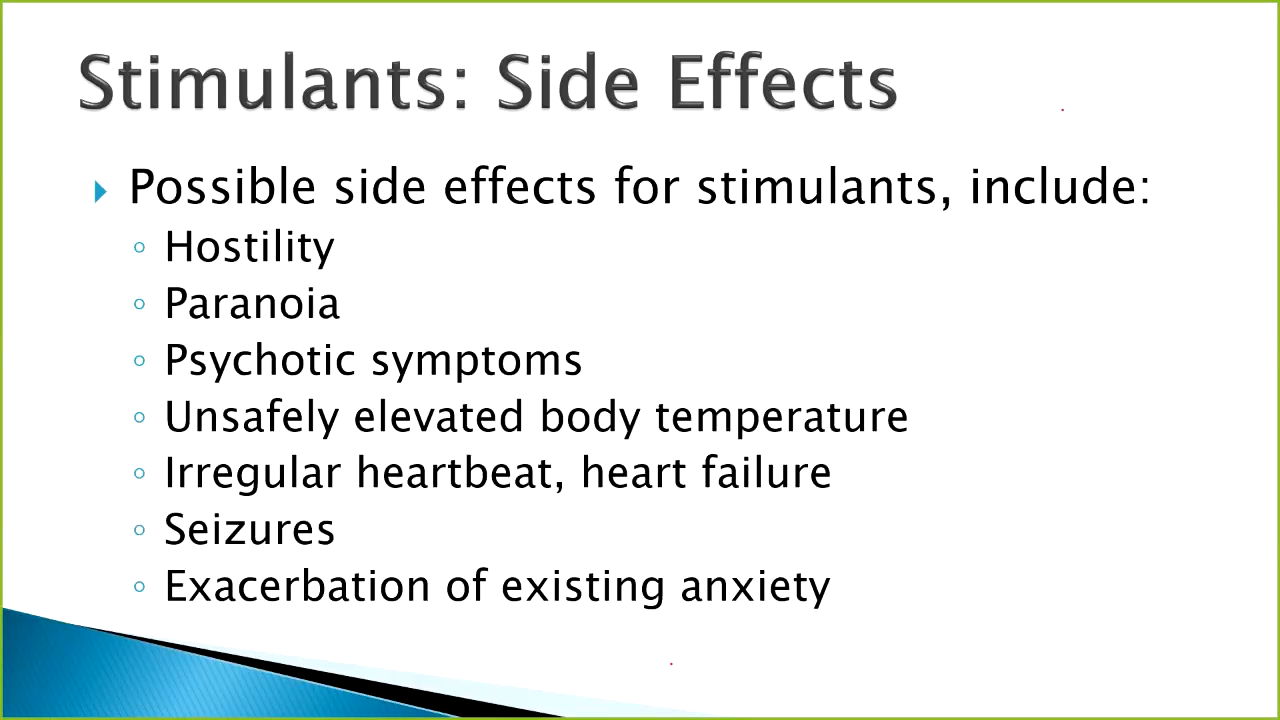 Stimulants: Side Effects
Possible side effects for stimulants, include:
Hostility
Paranoia
Psychotic symptoms
Unsafely elevated body temperature
Irregular heartbeat, heart failure
Seizures
Exacerbation of existing anxiety